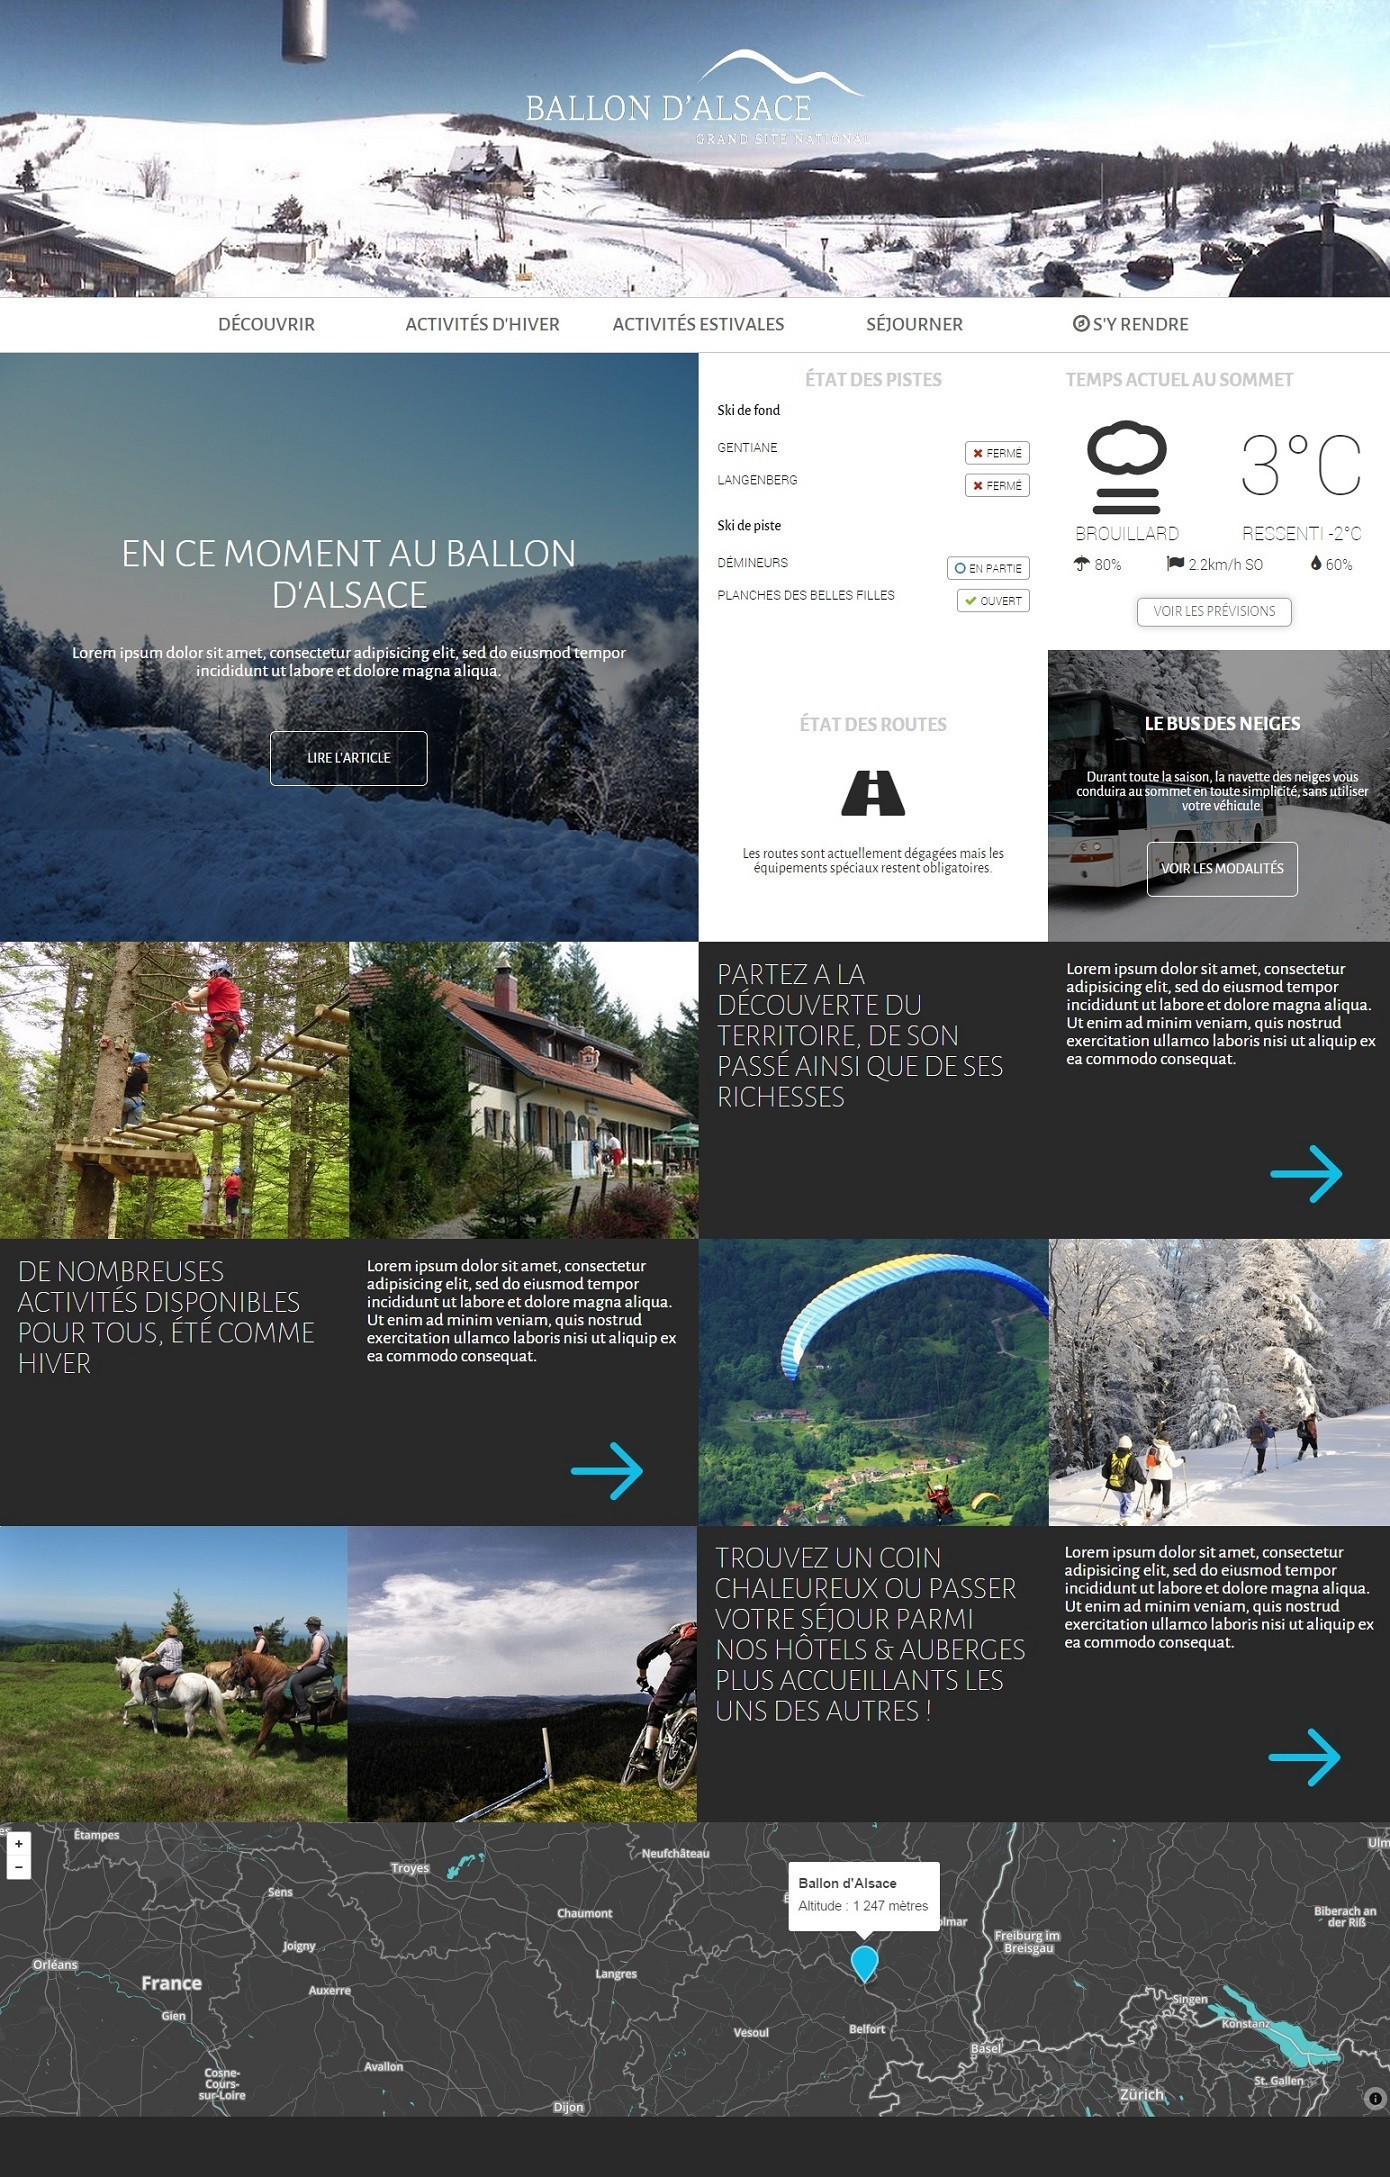 BALLON D'ALSACE
GRAND SITE NATIONAL
DÉCOUVRIR
ACTIVITÉS D'HIVER
ACTIVITÉS ESTIVALES
SÉJOURNER
S'Y RENDRE
EN CE MOMENT AU BALLON
D'ALSACE
Lorem ipsum dolor sit amet, consectetur adipisicing elit, sed do eiusmod tempor
incididunt ut labore et dolore magna aliqua.
LIRE L'ARTICLE
ÉTAT DES PISTES
Ski de fond
GENTIANE
FERMÉ
LANGENBERG
FERMÉ
Ski de piste
DÉMINEURS
EN PARTIE
PLANCHES DES BELLES FILLES
OUVERT
TEMPS ACTUEL AU SOMMET
3°C
BROUILLARD
RESSENTI -2°C
80%
2.2km/h SO
60%
VOIR LES PRÉVISIONS
ÉTAT DES ROUTES
Les routes sont actuellement dégagées mais les
équipements spéciaux restent obligatoires.
LE BUS DES NEIGES
Durant toute la saison, la navette des neiges vous
conduira au sommet en toute simplicité, sans utiliser
votre véhicule.
VOIR LES MODALITÉS
PARTEZ A LA
DÉCOUVERTE DU
TERRITOIRE, DE SON
PASSÉ AINSI QUE DE SES
RICHESSES
Lorem ipsum dolor sit amet, consectetur
adipisicing elit, sed do eiusmod tempor
incididunt ut labore et dolore magna aliqua.
Ut enim ad minim veniam, quis nostrud
exercitation ullamco laboris nisi ut aliquip ex
ea commodo consequat.
DE NOMBREUSES
ACTIVITÉS DISPONIBLES
POUR TOUS, ÉTÉ COMME
HIVER
Lorem ipsum dolor sit amet, consectetur
adipisicing elit, sed do eiusmod tempor
incididunt ut labore et dolore magna aliqua.
Ut enim ad minim veniam, quis nostrud
exercitation ullamco laboris nisi ut aliquip ex
ea commodo consequat.
TROUVEZ UN COIN
CHALEUREUX OU PASSER
VOTRE SÉJOUR PARMI
NOS HÔTELS & AUBERGES
PLUS ACCUEILLANTS LES
UNS DES AUTRES !
Lorem ipsum dolor sit amet, consectetur
adipisicing elit, sed do eiusmod tempor
incididunt ut labore et dolore magna aliqua.
Ut enim ad minim veniam, quis nostrud
exercitation ullamco laboris nisi ut aliquip ex
ea commodo consequat.
+
−
Étampes
Troyes
Neufchâteau
Ulm
Sens
Chaumont
Ballon d'Alsace
Altitude : 1 247 mètres
olmar
Biberach an
der Riß
Joigny
Freiburg im
Breisgau
Orléans
France
Auxerre
Langres
Gien
Singen
Konstanz
Vesoul
Belfort
Basel
Avallon
Cosne-
Cours-
sur-Loire
St. Gallen
Zürich
Dijon